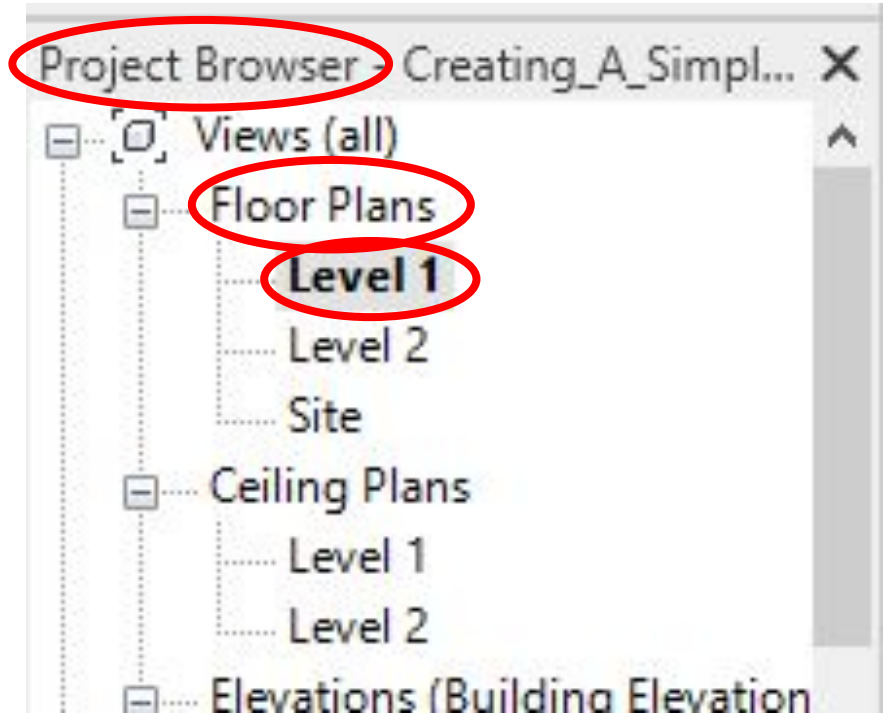 Project Browser - Creating_A_Simpl...
Views (all)
Floor Plans
Level 1
Level 2
Site
Ceiling Plans
Level 1
Level 2
Elevations (Building Elevation